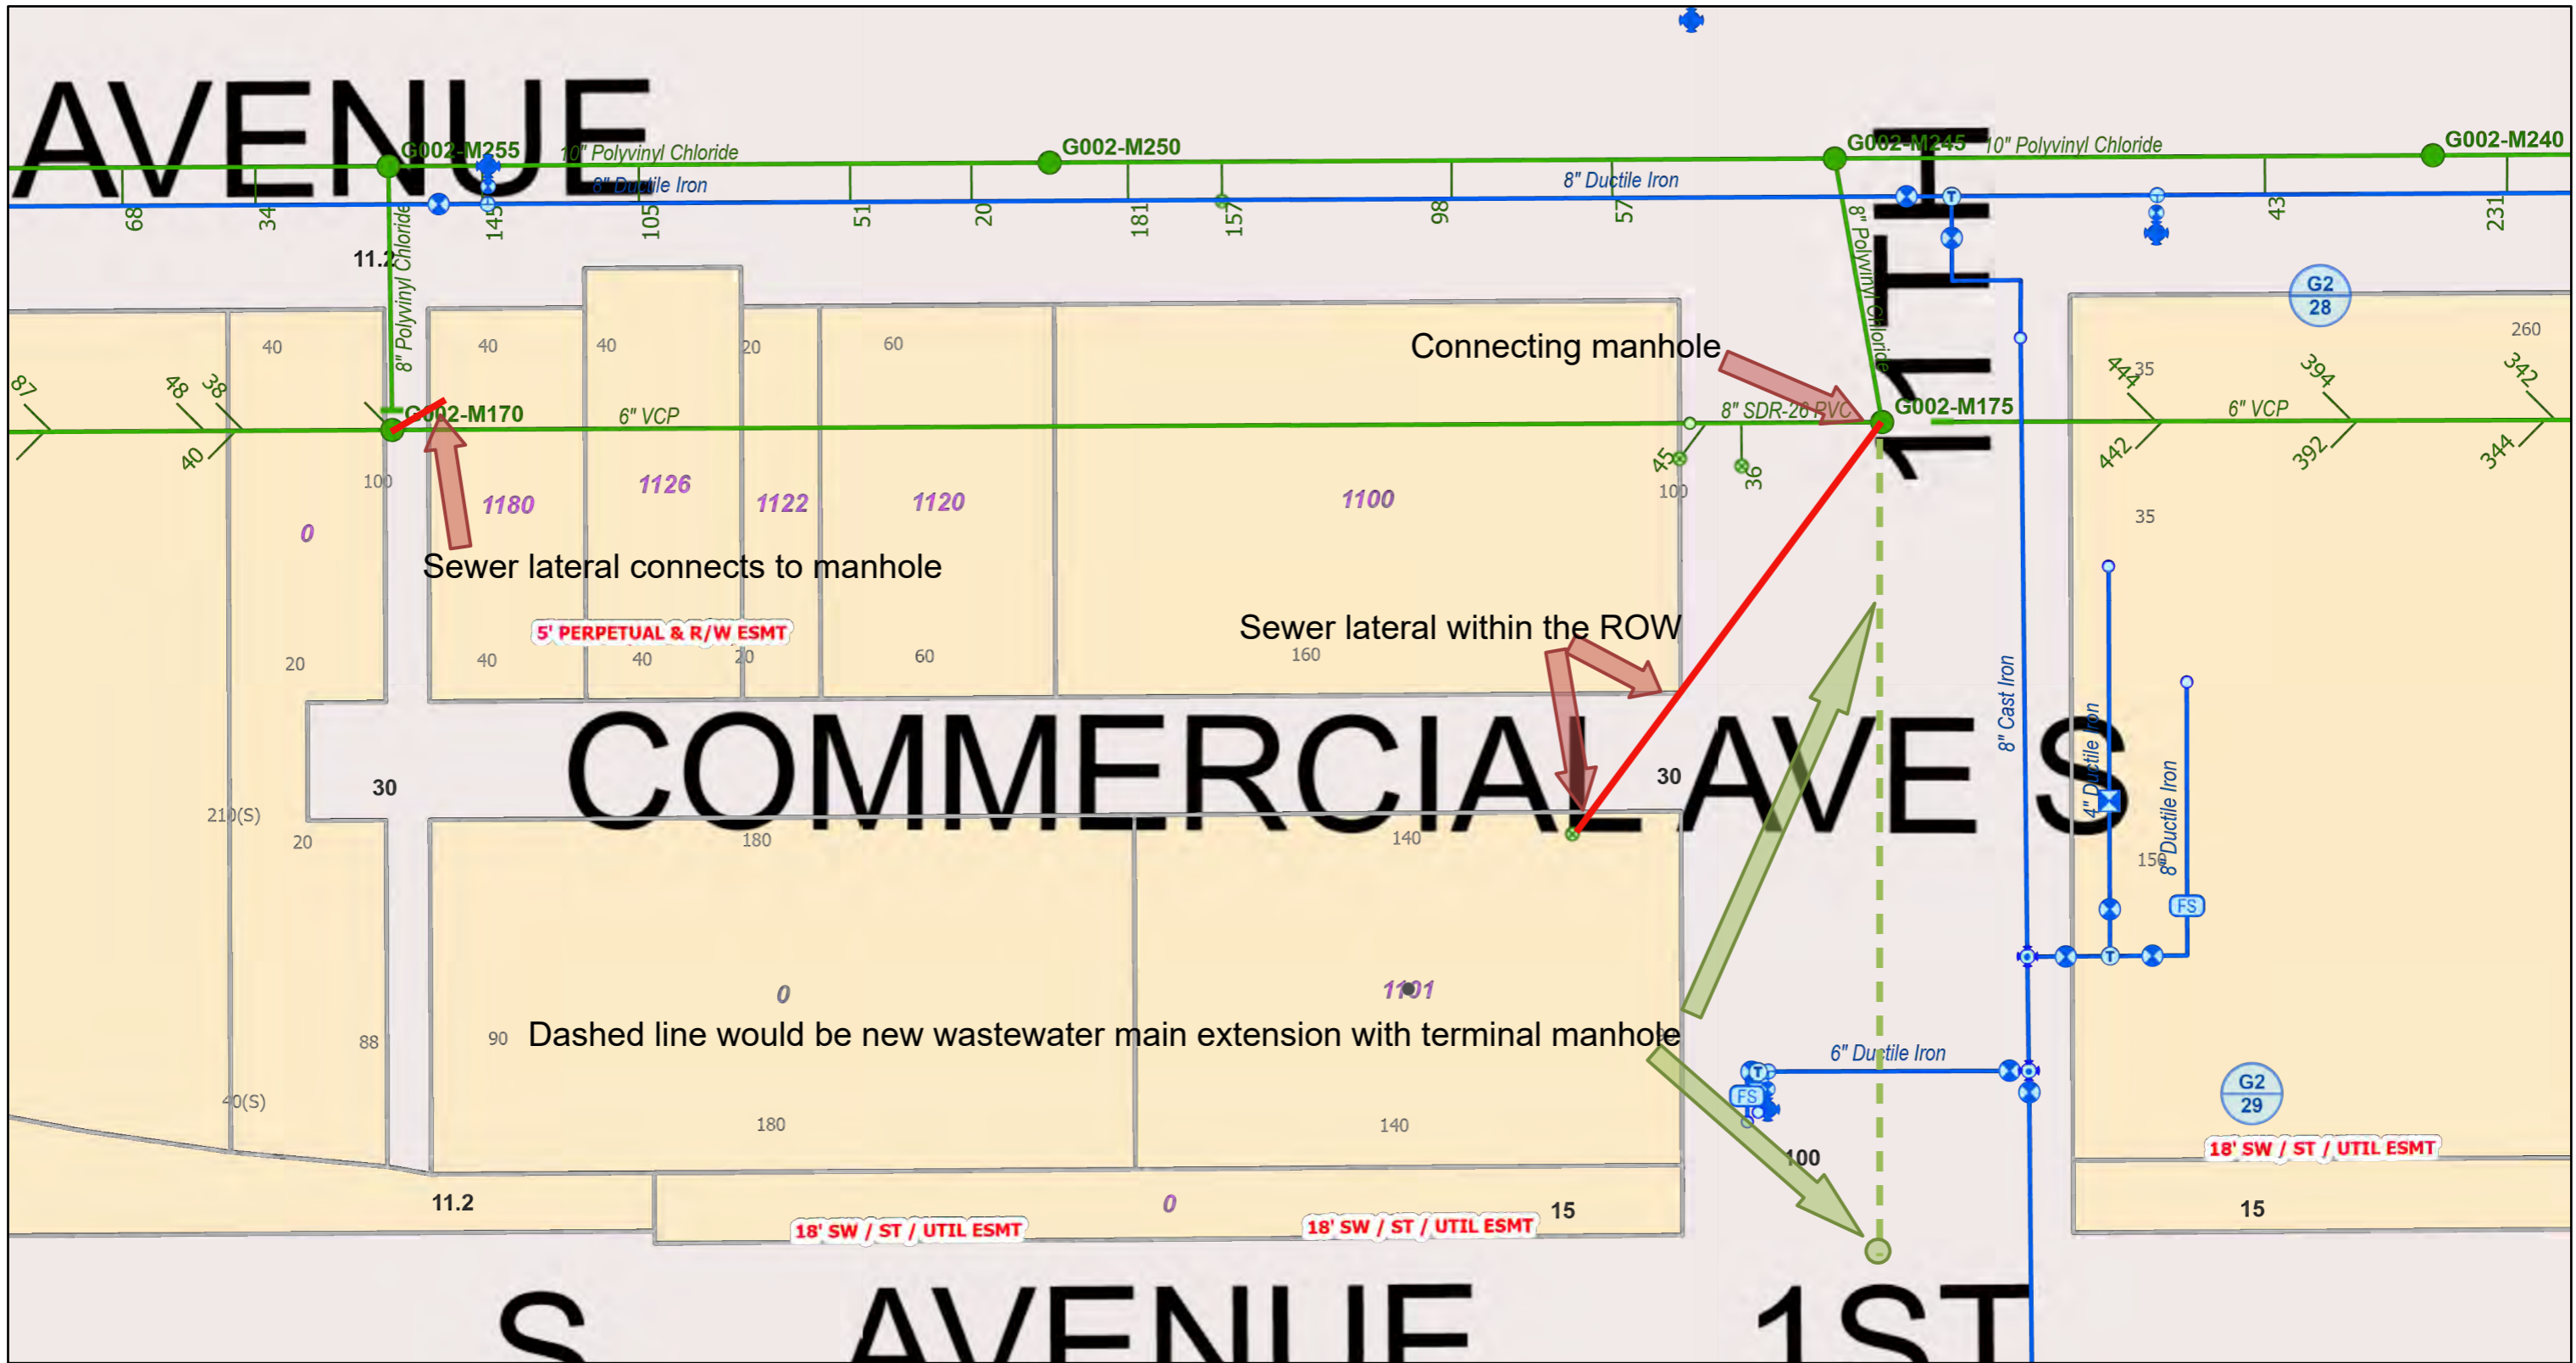 AVENUE
G002-M255
10" Polyvinyl Chloride
G002-M250
G002-M245
10" Polyvinyl Chloride
G002-M240
8" Ductile Iron
8" Ductile Iron
68
34
145
105
51
20
181
157
98
57
43
231
11.2
8" Polyvinyl Chloride
8" Polyvinyl Chloride
11TH
G2
28
40
40
40
20
60
260
Connecting manhole
35
87
48
38
444
394
342
G002-M170
6" VCP
8" SDR-26 PVC
G002-M175
6" VCP
40
45
36
442
392
344
100
1180
1126
1122
1120
1100
100
35
0
Sewer lateral connects to manhole
5' PERPETUAL & R/W ESMT
Sewer lateral within the ROW
20
40
40
20
60
160
8" Cast Iron
COMMERCIAL AVE S
30
30
4" Ductile Iron
8" Ductile Iron
210(S)
20
180
140
150
FS
0
1101
88
90
Dashed line would be new wastewater main extension with terminal manhole
6" Ductile Iron
T
T
T
FS
G2
29
40(S)
180
140
100
18' SW / ST / UTIL ESMT
11.2
0
15
15
18' SW / ST / UTIL ESMT
18' SW / ST / UTIL ESMT
S AVENUE 1ST